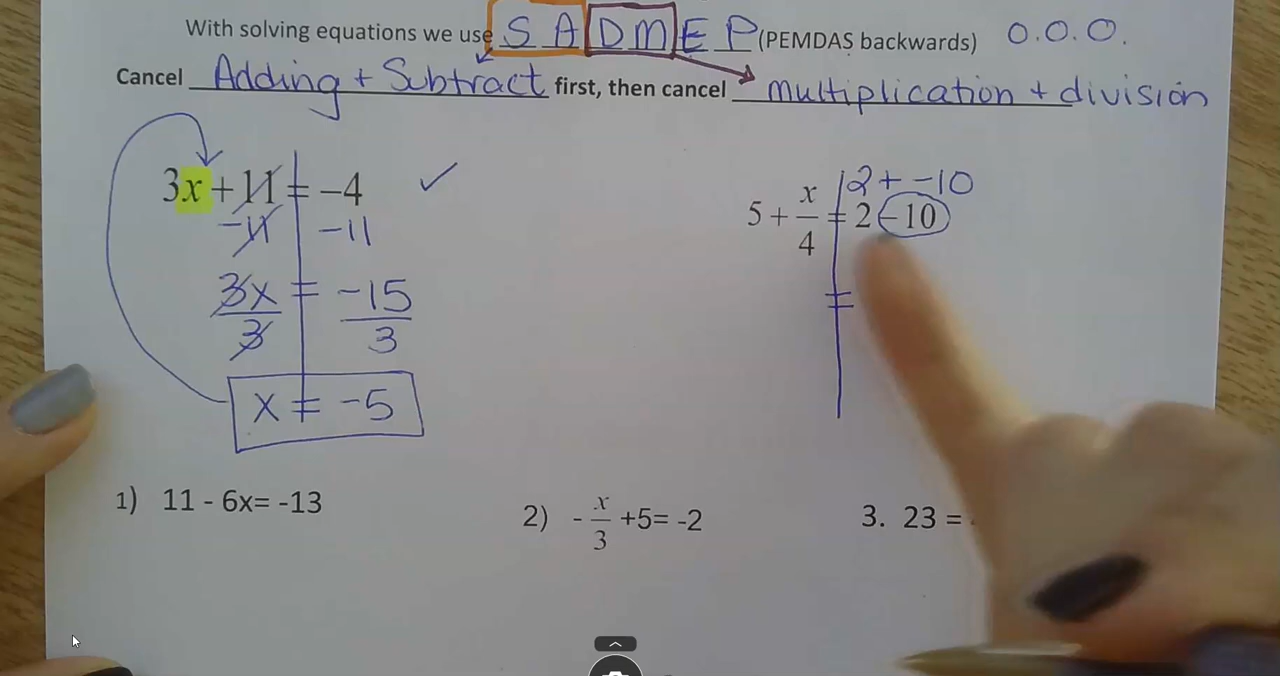 With solving equations we use S A D M E P (PEMDAS backwards) O.O.O.
Cancel Adding + Subtract first, then cancel multiplication + division
3x + 11 = -4 ✓
-11 -11
3x = -15
3 3
x = -5
2 + -10
5 + x/4 = 2 - 10
=
1) 11 - 6x= -13
2) - x/3 +5= -2
3. 23 =